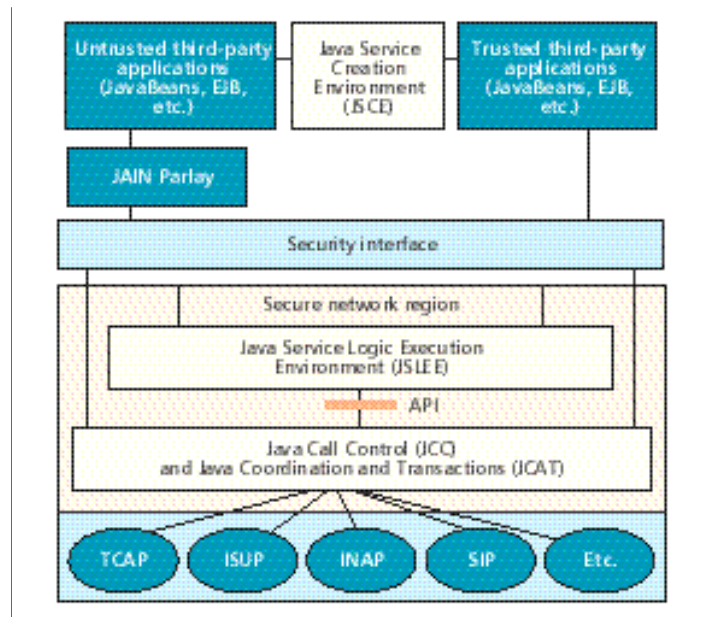 Untrusted third-party
applications
(JavaBeans, EJB,
etc.)
Java Service
Creation
Environment
(JSCE)
Trusted third-party
applications
(JavaBeans, EJB,
etc.)
JAIN Parlay
Security interface
Secure network region
Java Service Logic Execution
Environment (JSLEE)
API
Java Call Control (JCC)
and Java Coordination and Transactions (JCAT)
TCAP
ISUP
INAP
SIP
Etc.